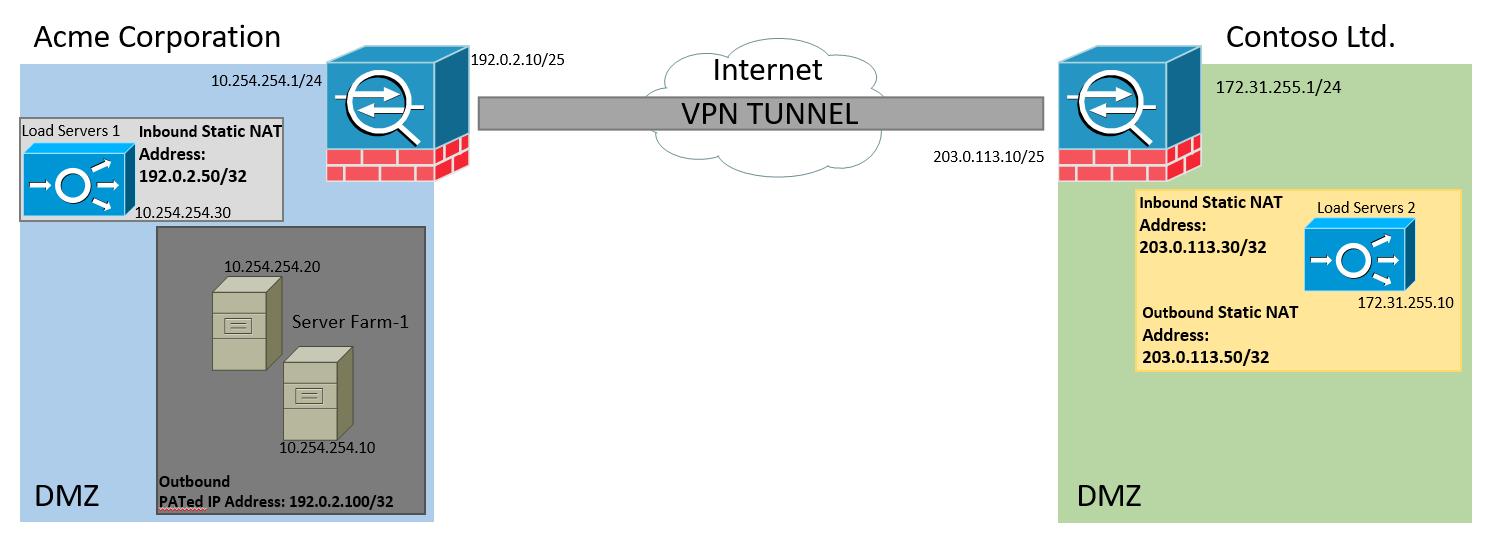 Acme Corporation
10.254.254.1/24
192.0.2.10/25
Load Servers 1
Inbound Static NAT
Address:
192.0.2.50/32
10.254.254.30
10.254.254.20
Server Farm-1
10.254.254.10
Outbound
PATed IP Address: 192.0.2.100/32
DMZ
Internet
VPN TUNNEL
203.0.113.10/25
Contoso Ltd.
172.31.255.1/24
Inbound Static NAT
Address:
203.0.113.30/32
Load Servers 2
172.31.255.10
Outbound Static NAT
Address:
203.0.113.50/32
DMZ